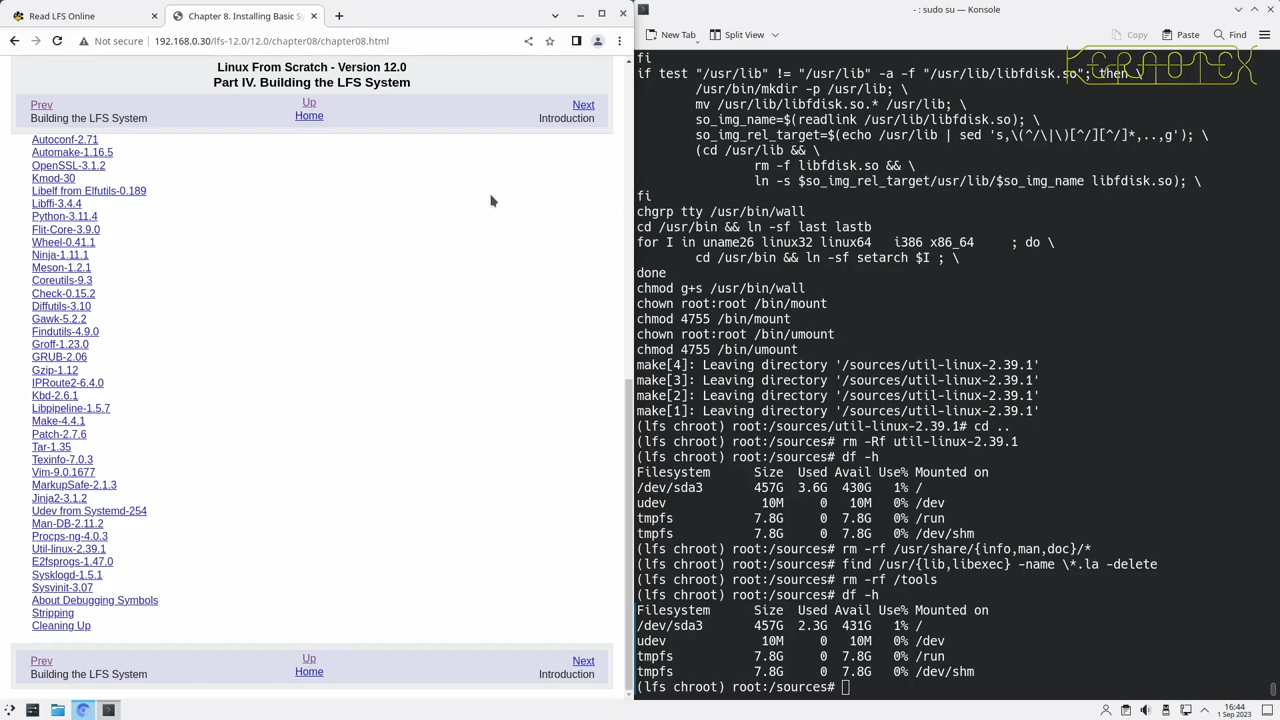 Read LFS Online
Chapter 8. Installing Basic Sy
Not secure
192.168.0.30/lfs-12.0/12.0/chapter08/chapter08.html
Linux From Scratch - Version 12.0
Part IV. Building the LFS System
Prev
Up
Next
Building the LFS System
Home
Introduction
Autoconf-2.71
Automake-1.16.5
OpenSSL-3.1.2
Kmod-30
Libelf from Elfutils-0.189
Libffi-3.4.4
Python-3.11.4
Flit-Core-3.9.0
Wheel-0.41.1
Ninja-1.11.1
Meson-1.2.1
Coreutils-9.3
Check-0.15.2
Diffutils-3.10
Gawk-5.2.2
Findutils-4.9.0
Groff-1.23.0
GRUB-2.06
Gzip-1.12
IPRoute2-6.4.0
Kbd-2.6.1
Libpipeline-1.5.7
Make-4.4.1
Patch-2.7.6
Tar-1.35
Texinfo-7.0.3
Vim-9.0.1677
MarkupSafe-2.1.3
Jinja2-3.1.2
Udev from Systemd-254
Man-DB-2.11.2
Procps-ng-4.0.3
Util-linux-2.39.1
E2fsprogs-1.47.0
Sysklogd-1.5.1
Sysvinit-3.07
About Debugging Symbols
Stripping
Cleaning Up
Prev
Up
Next
Building the LFS System
Home
Introduction
- : sudo su — Konsole
New Tab
Split View
Copy
Paste
Find
KERNOTEX
fi
if test "/usr/lib" != "/usr/lib" -a -f "/usr/lib/libfdisk.so"; then \
/usr/bin/mkdir -p /usr/lib; \
mv /usr/lib/libfdisk.so.* /usr/lib; \
so_img_name=$(readlink /usr/lib/libfdisk.so); \
so_img_rel_target=$(echo /usr/lib | sed 's,\(^/\|\)[^/][^/]*,..,g'); \
(cd /usr/lib && \
rm -f libfdisk.so && \
ln -s $so_img_rel_target/usr/lib/$so_img_name libfdisk.so); \
fi
chgrp tty /usr/bin/wall
cd /usr/bin && ln -sf last lastb
for I in uname26 linux32 linux64   i386 x86_64     ; do \
cd /usr/bin && ln -sf setarch $I ; \
done
chmod g+s /usr/bin/wall
chown root:root /bin/mount
chmod 4755 /bin/mount
chown root:root /bin/umount
chmod 4755 /bin/umount
make[4]: Leaving directory '/sources/util-linux-2.39.1'
make[3]: Leaving directory '/sources/util-linux-2.39.1'
make[2]: Leaving directory '/sources/util-linux-2.39.1'
make[1]: Leaving directory '/sources/util-linux-2.39.1'
(lfs chroot) root:/sources/util-linux-2.39.1# cd ..
(lfs chroot) root:/sources# rm -Rf util-linux-2.39.1
(lfs chroot) root:/sources# df -h
Filesystem      Size  Used Avail Use% Mounted on
/dev/sda3       457G  3.6G  430G   1% /
udev             10M     0   10M   0% /dev
tmpfs           7.8G     0  7.8G   0% /run
tmpfs           7.8G     0  7.8G   0% /dev/shm
(lfs chroot) root:/sources# rm -rf /usr/share/{info,man,doc}/*
(lfs chroot) root:/sources# find /usr/{lib,libexec} -name \*.la -delete
(lfs chroot) root:/sources# rm -rf /tools
(lfs chroot) root:/sources# df -h
Filesystem      Size  Used Avail Use% Mounted on
/dev/sda3       457G  2.3G  431G   1% /
udev             10M     0   10M   0% /dev
tmpfs           7.8G     0  7.8G   0% /run
tmpfs           7.8G     0  7.8G   0% /dev/shm
(lfs chroot) root:/sources#
16:44
1 Sep 2023